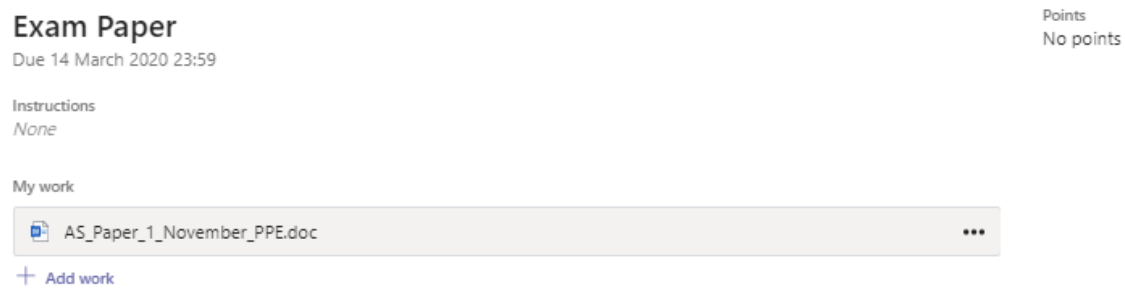 Exam Paper
Due 14 March 2020 23:59
Points
No points
Instructions
None
My work
AS_Paper_1_November_PPE.doc
Add work